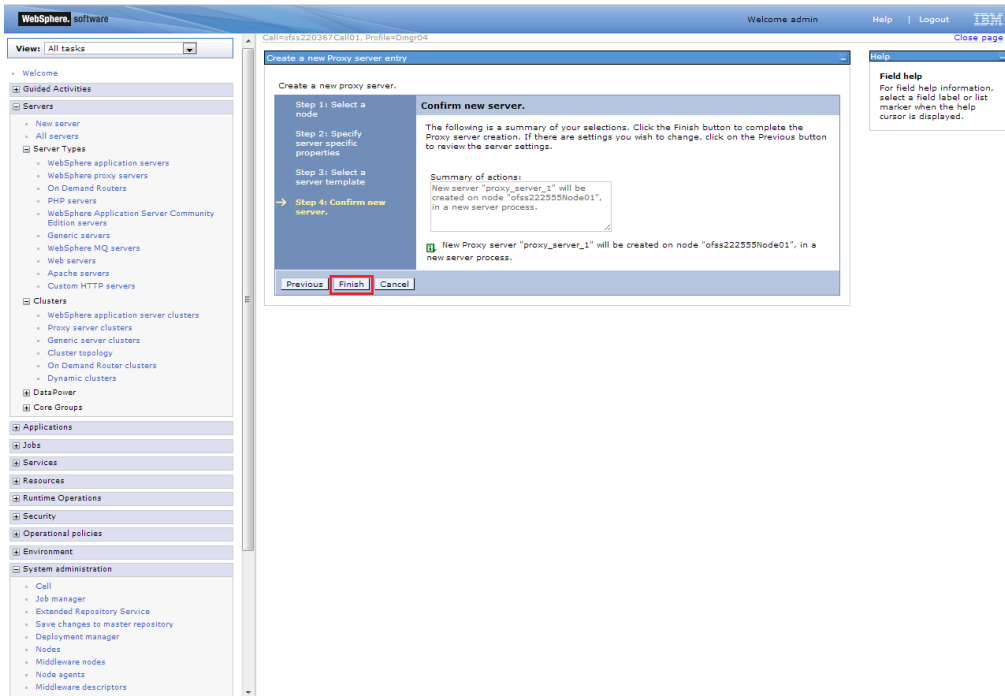 WebSphere. software
Welcome admin
Help | Logout
IBM
View: All tasks
Cell=ofss220367Cell01, Profile=Dmgr04
Close page
Welcome
Guided Activities
Servers
New server
All servers
Server Types
WebSphere application servers
WebSphere proxy servers
On Demand Routers
PHP servers
WebSphere Application Server Community
Edition servers
Generic servers
WebSphere MQ servers
Web servers
Apache servers
Custom HTTP servers
Clusters
WebSphere application server clusters
Proxy server clusters
Generic server clusters
Cluster topology
On Demand Router clusters
Dynamic clusters
DataPower
Core Groups
Applications
Jobs
Services
Resources
Runtime Operations
Security
Operational policies
Environment
System administration
Cell
Job manager
Extended Repository Service
Save changes to master repository
Deployment manager
Nodes
Middleware nodes
Node agents
Middleware descriptors
Create a new Proxy server entry
Create a new proxy server.
Step 1: Select a
node
Step 2: Specify
server specific
properties
Step 3: Select a
server template
Step 4: Confirm new
server.
Confirm new server.
The following is a summary of your selections. Click the Finish button to complete the
Proxy server creation. If there are settings you wish to change, click on the Previous button
to review the server settings.
Summary of actions:
New server "proxy_server_1" will be
created on node "ofss222555Node01",
in a new server process.
New Proxy server "proxy_server_1" will be created on node "ofss222555Node01", in a
new server process.
Previous Finish Cancel
Help
Field help
For field help information,
select a field label or list
marker when the help
cursor is displayed.